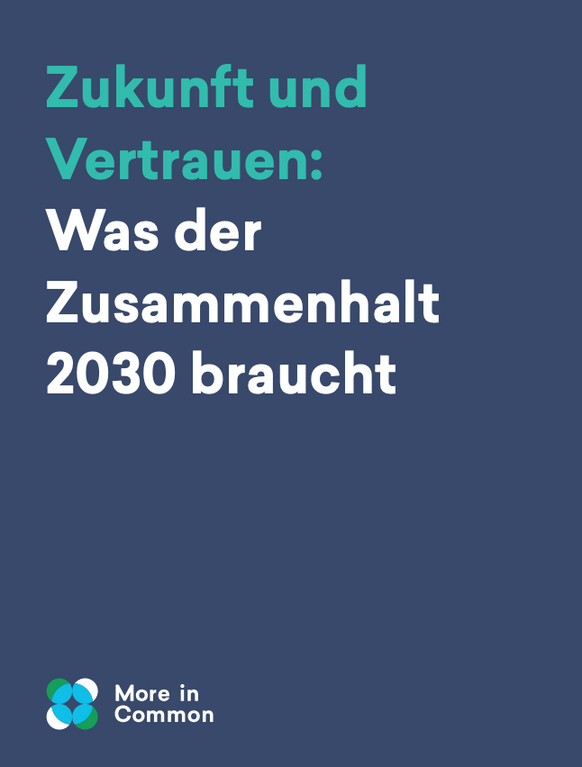 Zukunft und
Vertrauen:
Was der
Zusammenhalt
2030 braucht
More in
Common